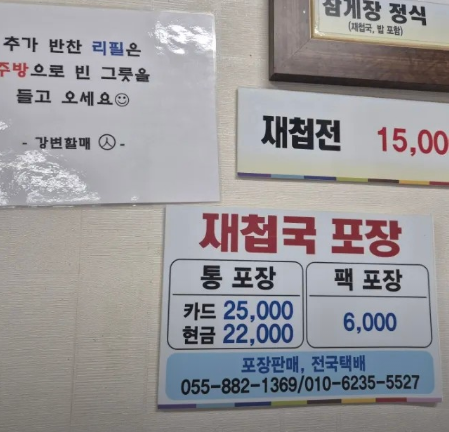 추가 반찬 리필은
주방으로 빈 그릇을
들고 오세요☺
- 강변할매 -
참게장 정식
(재첩국, 밥 포함)
재첩전 15,00
재첩국 포장
통 포장
카드 25,000
현금 22,000
팩 포장
6,000
포장판매, 전국택배
055-882-1369/010-6235-5527